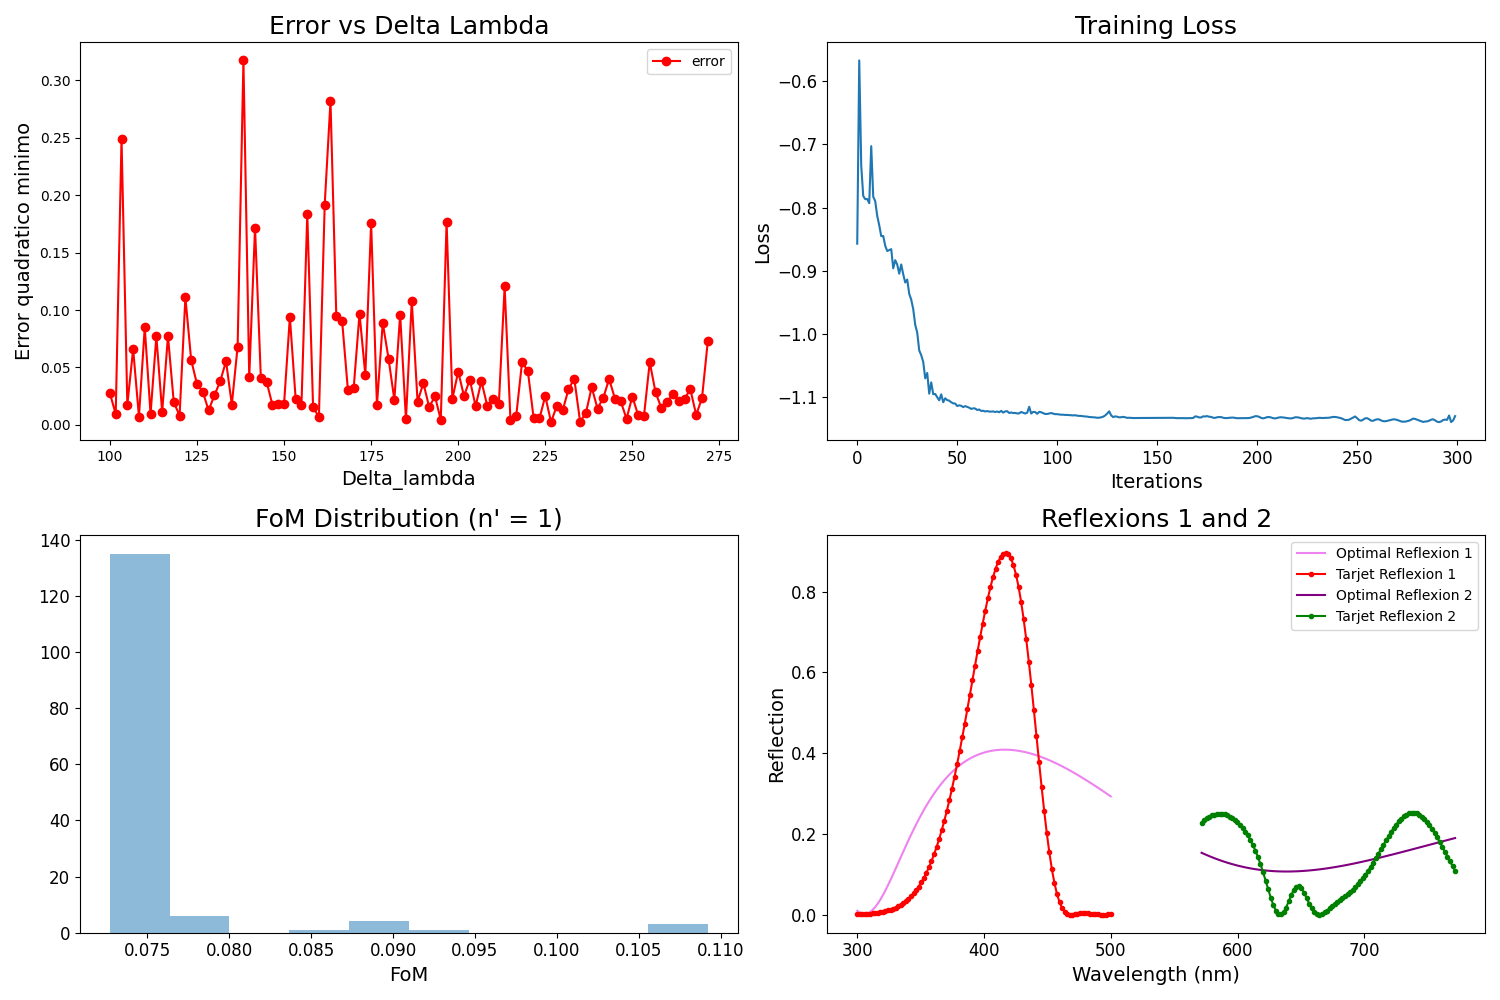 Error vs Delta Lambda
error
Error quadratico minimo
0.30
0.25
0.20
0.15
0.10
0.05
0.00
100 125 150 175 200 225 250 275
Delta_lambda
Training Loss
Loss
−0.6
−0.7
−0.8
−0.9
−1.0
−1.1
0 50 100 150 200 250 300
Iterations
FoM Distribution (n' = 1)
140
120
100
80
60
40
20
0
0.075 0.080 0.085 0.090 0.095 0.100 0.105 0.110
FoM
Reflexions 1 and 2
Optimal Reflexion 1
Tarjet Reflexion 1
Optimal Reflexion 2
Tarjet Reflexion 2
Reflection
0.8
0.6
0.4
0.2
0.0
300 400 500 600 700
Wavelength (nm)